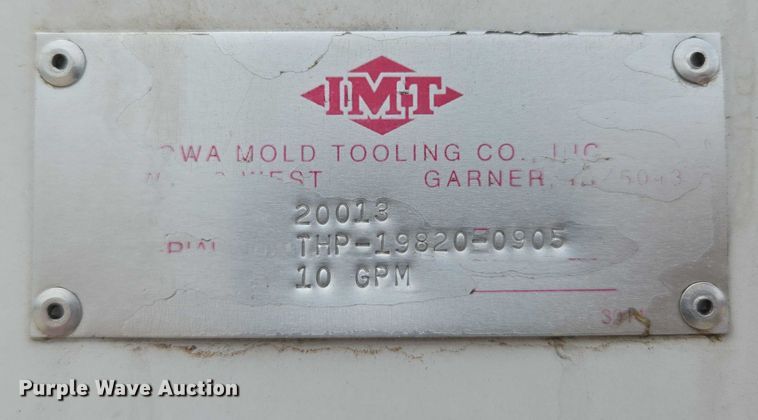 IMT
OWA MOLD TOOLING CO., INC
WEST GARNER,
20013
THP-19820-0905
10 GPM
Purple Wave Auction